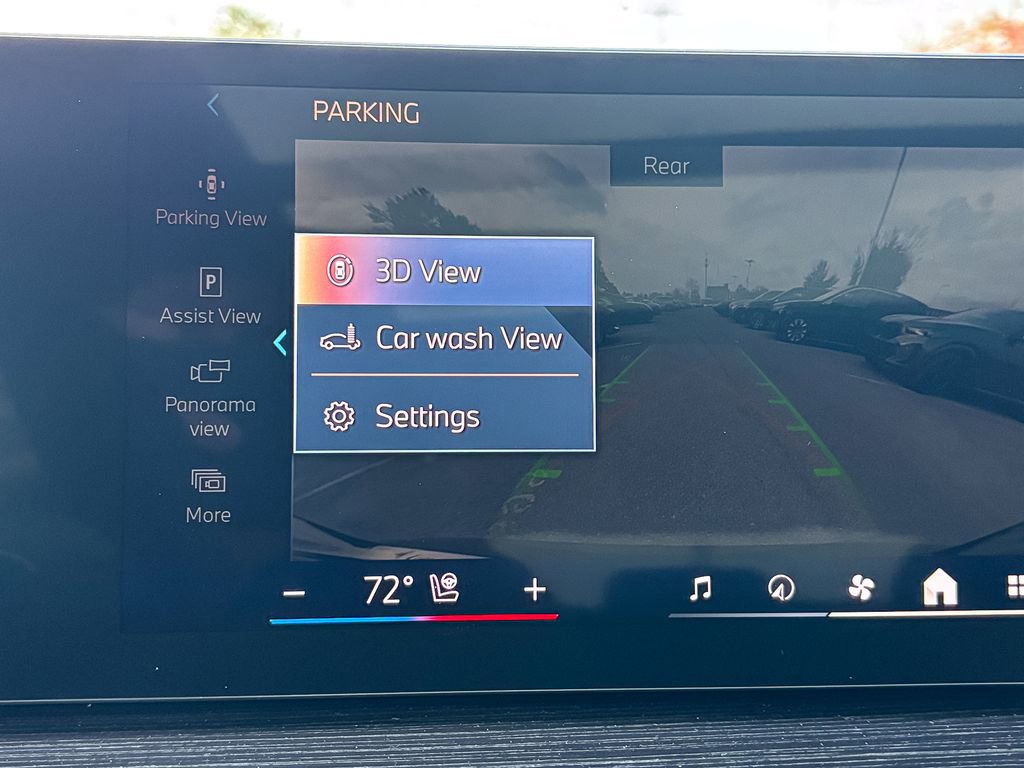 PARKING
Rear
Parking View
P
Assist View
Panorama
view
More
3D View
Car wash View
Settings
− 72° +